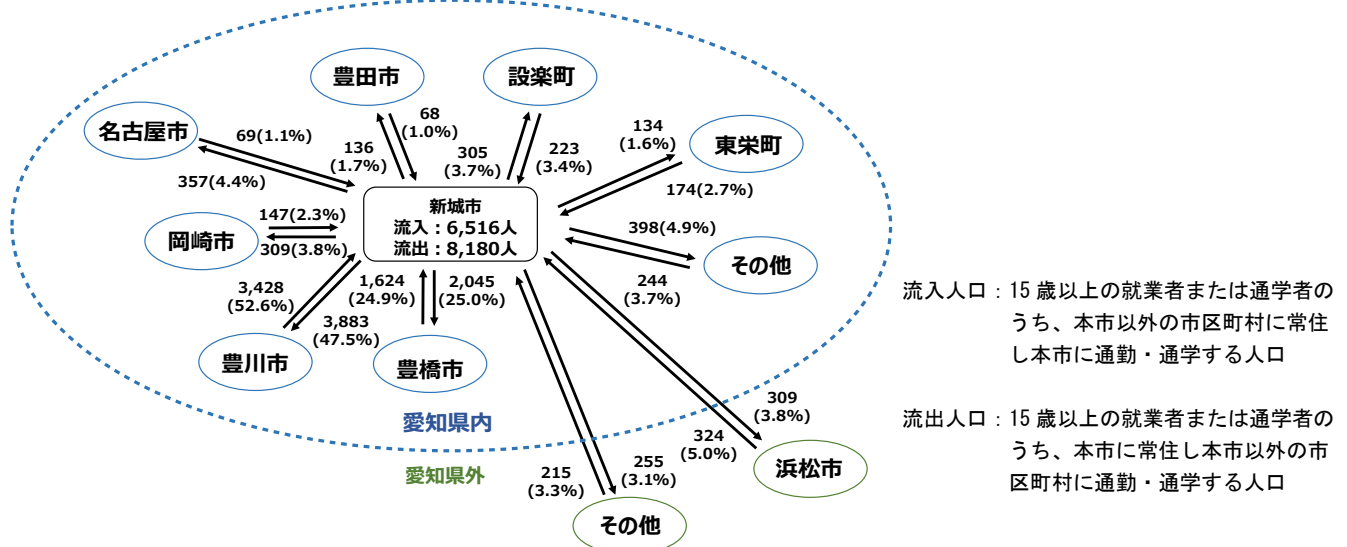 豊田市
設楽町
名古屋市
69(1.1%)
357(4.4%)
136
(1.7%)
68
(1.0%)
305
(3.7%)
223
(3.4%)
134
(1.6%)
東栄町
174(2.7%)
新城市
流入：6,516人
流出：8,180人
岡崎市
147(2.3%)
309(3.8%)
398(4.9%)
その他
244
(3.7%)
3,428
(52.6%)
3,883
(47.5%)
豊川市
1,624
(24.9%)
2,045
(25.0%)
豊橋市
愛知県内
愛知県外
215
(3.3%)
255
(3.1%)
その他
324
(5.0%)
309
(3.8%)
浜松市
流入人口：15歳以上の就業者または通学者の
うち、本市以外の市区町村に常住
し本市に通勤・通学する人口
流出人口：15歳以上の就業者または通学者の
うち、本市に常住し本市以外の市
区町村に通勤・通学する人口